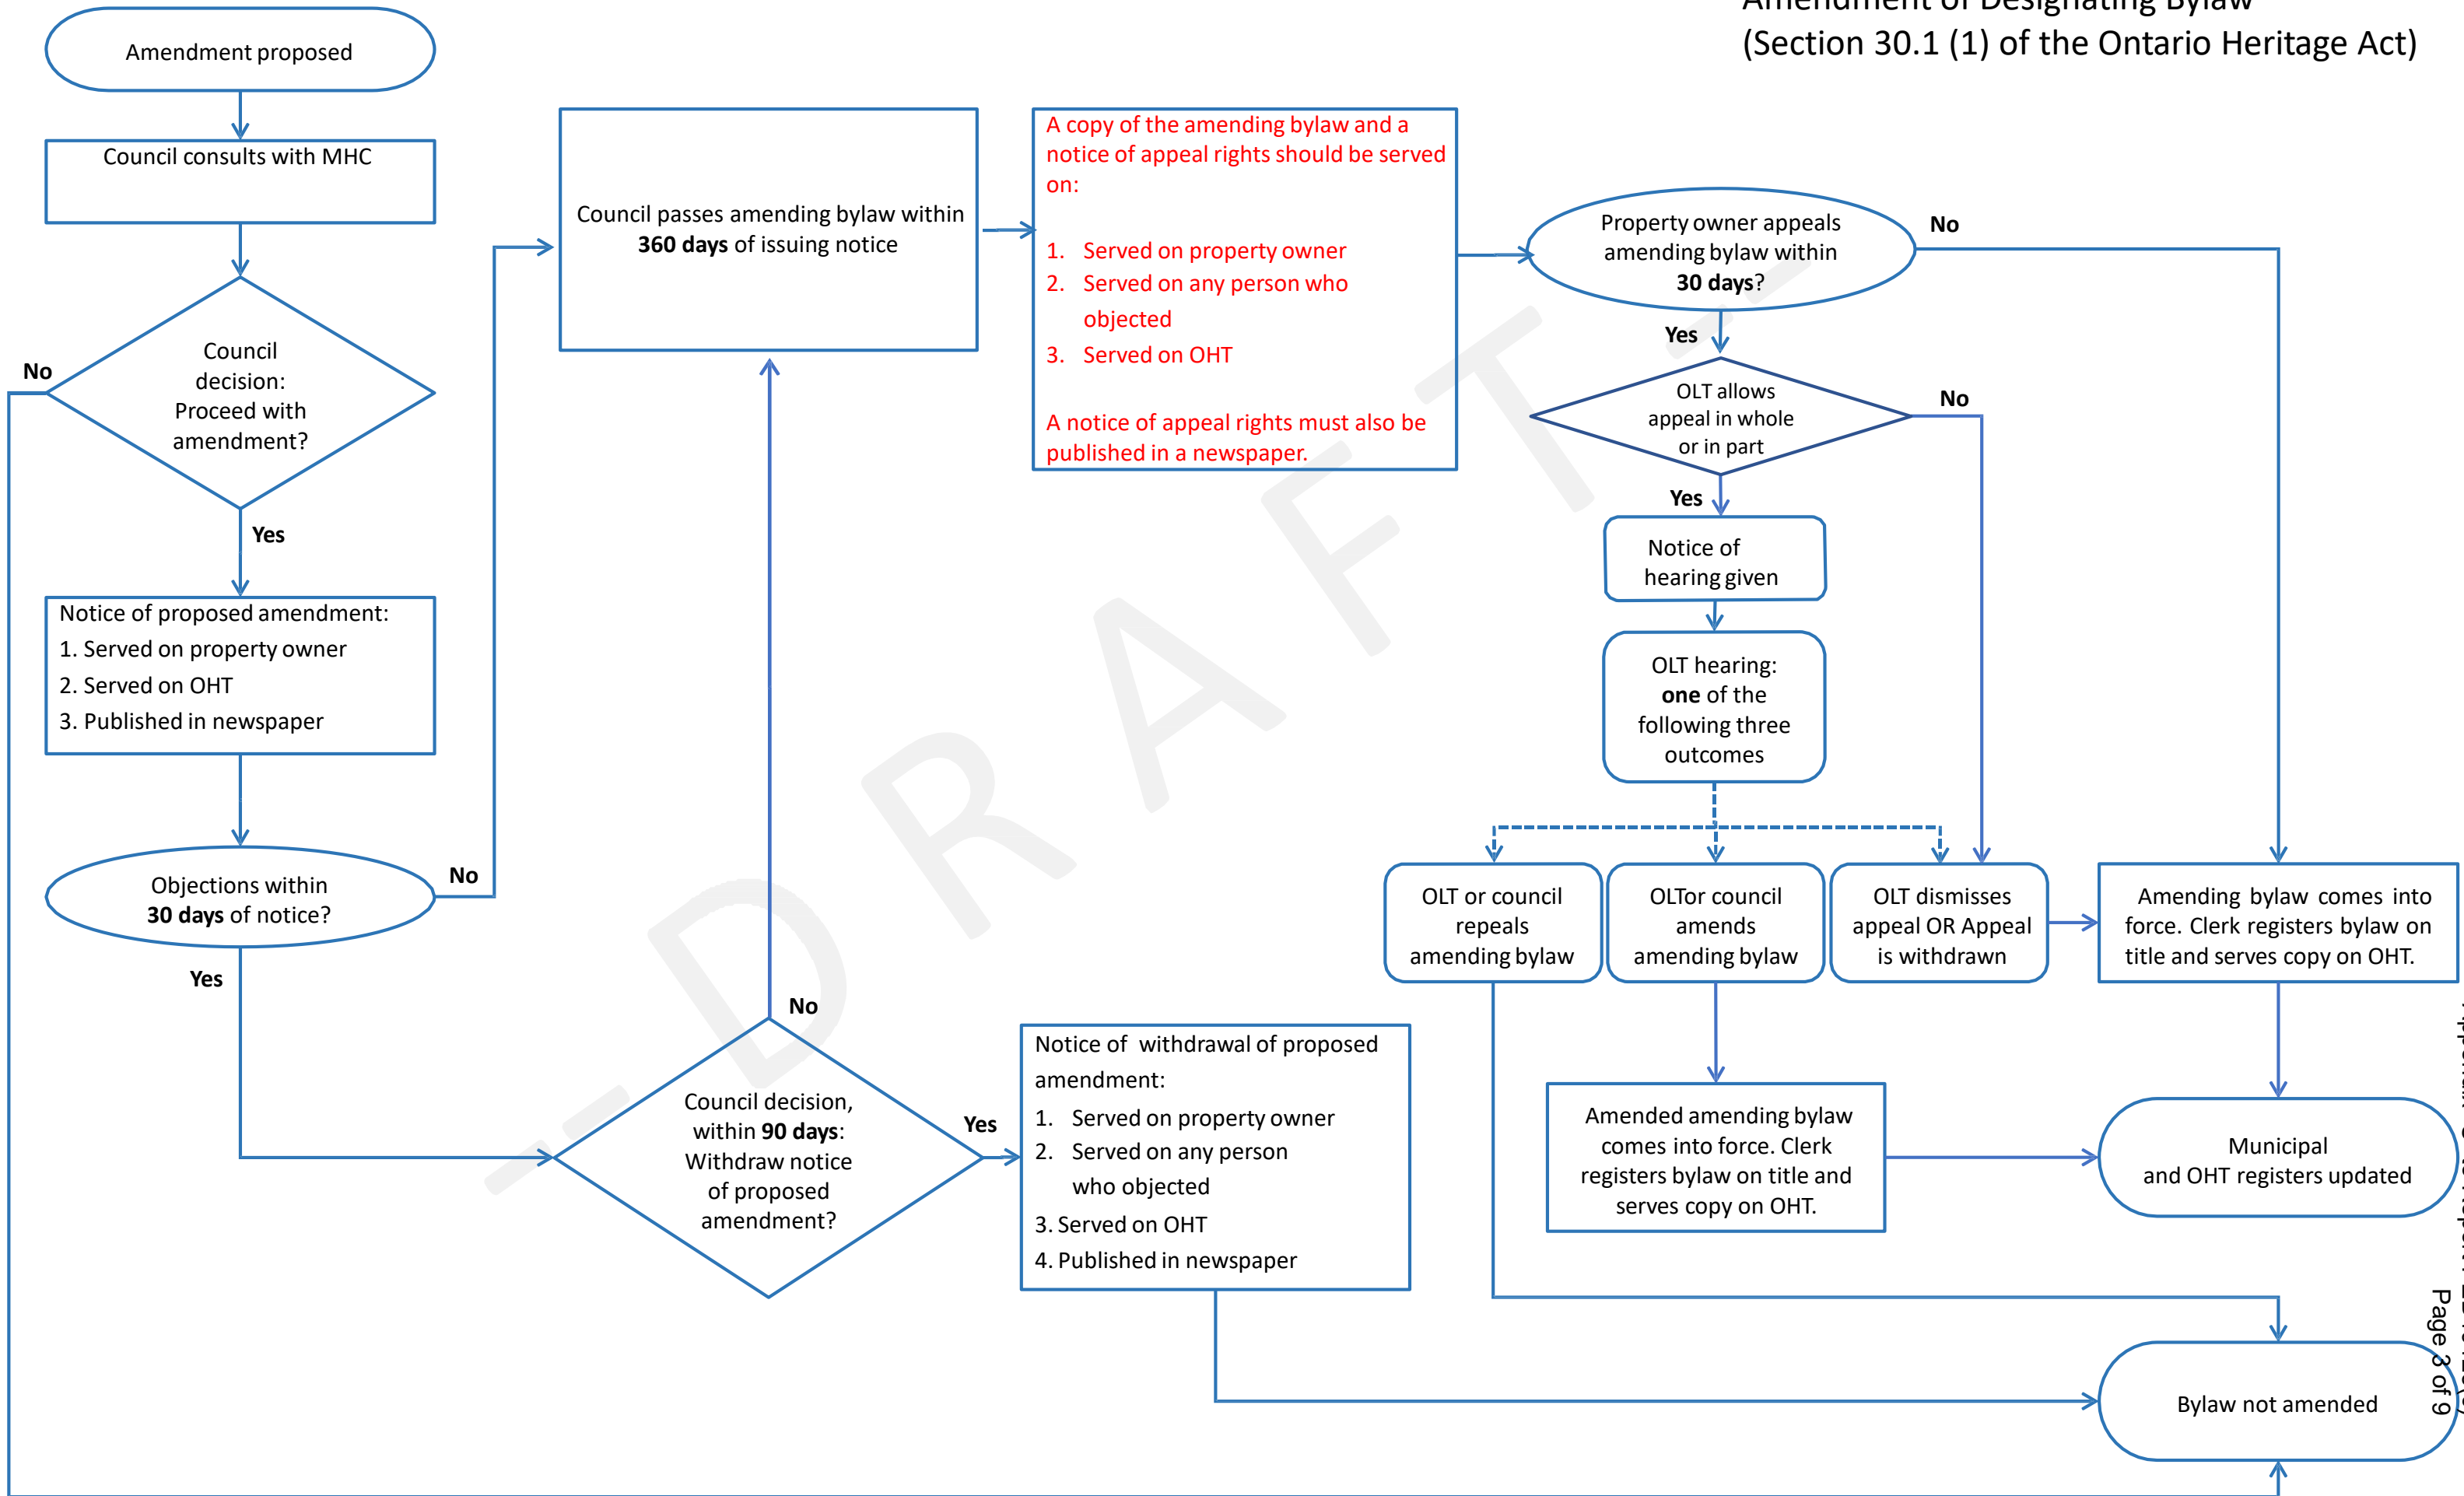 Amendment of Designating Bylaw
(Section 30.1 (1) of the Ontario Heritage Act)
Amendment proposed
Council consults with MHC
Council
decision:
Proceed with
amendment?
No
Yes
Notice of proposed amendment:
1. Served on property owner
2. Served on OHT
3. Published in newspaper
Objections within
30 days of notice?
No
Yes
Council passes amending bylaw within
360 days of issuing notice
A copy of the amending bylaw and a
notice of appeal rights should be served
on:
1. Served on property owner
2. Served on any person who
objected
3. Served on OHT
A notice of appeal rights must also be
published in a newspaper.
Property owner appeals
amending bylaw within
30 days?
No
Yes
OLT allows
appeal in whole
or in part
No
Yes
Notice of
hearing given
OLT hearing:
one of the
following three
outcomes
OLT or council
repeals
amending bylaw
OLTor council
amends
amending bylaw
OLT dismisses
appeal OR Appeal
is withdrawn
Amending bylaw comes into
force. Clerk registers bylaw on
title and serves copy on OHT.
No
Council decision,
within 90 days:
Withdraw notice
of proposed
amendment?
Yes
Notice of withdrawal of proposed
amendment:
1. Served on property owner
2. Served on any person
who objected
3. Served on OHT
4. Published in newspaper
Amended amending bylaw
comes into force. Clerk
registers bylaw on title and
serves copy on OHT.
Municipal
and OHT registers updated
Bylaw not amended
Page 3 of 9
--DRAFT--